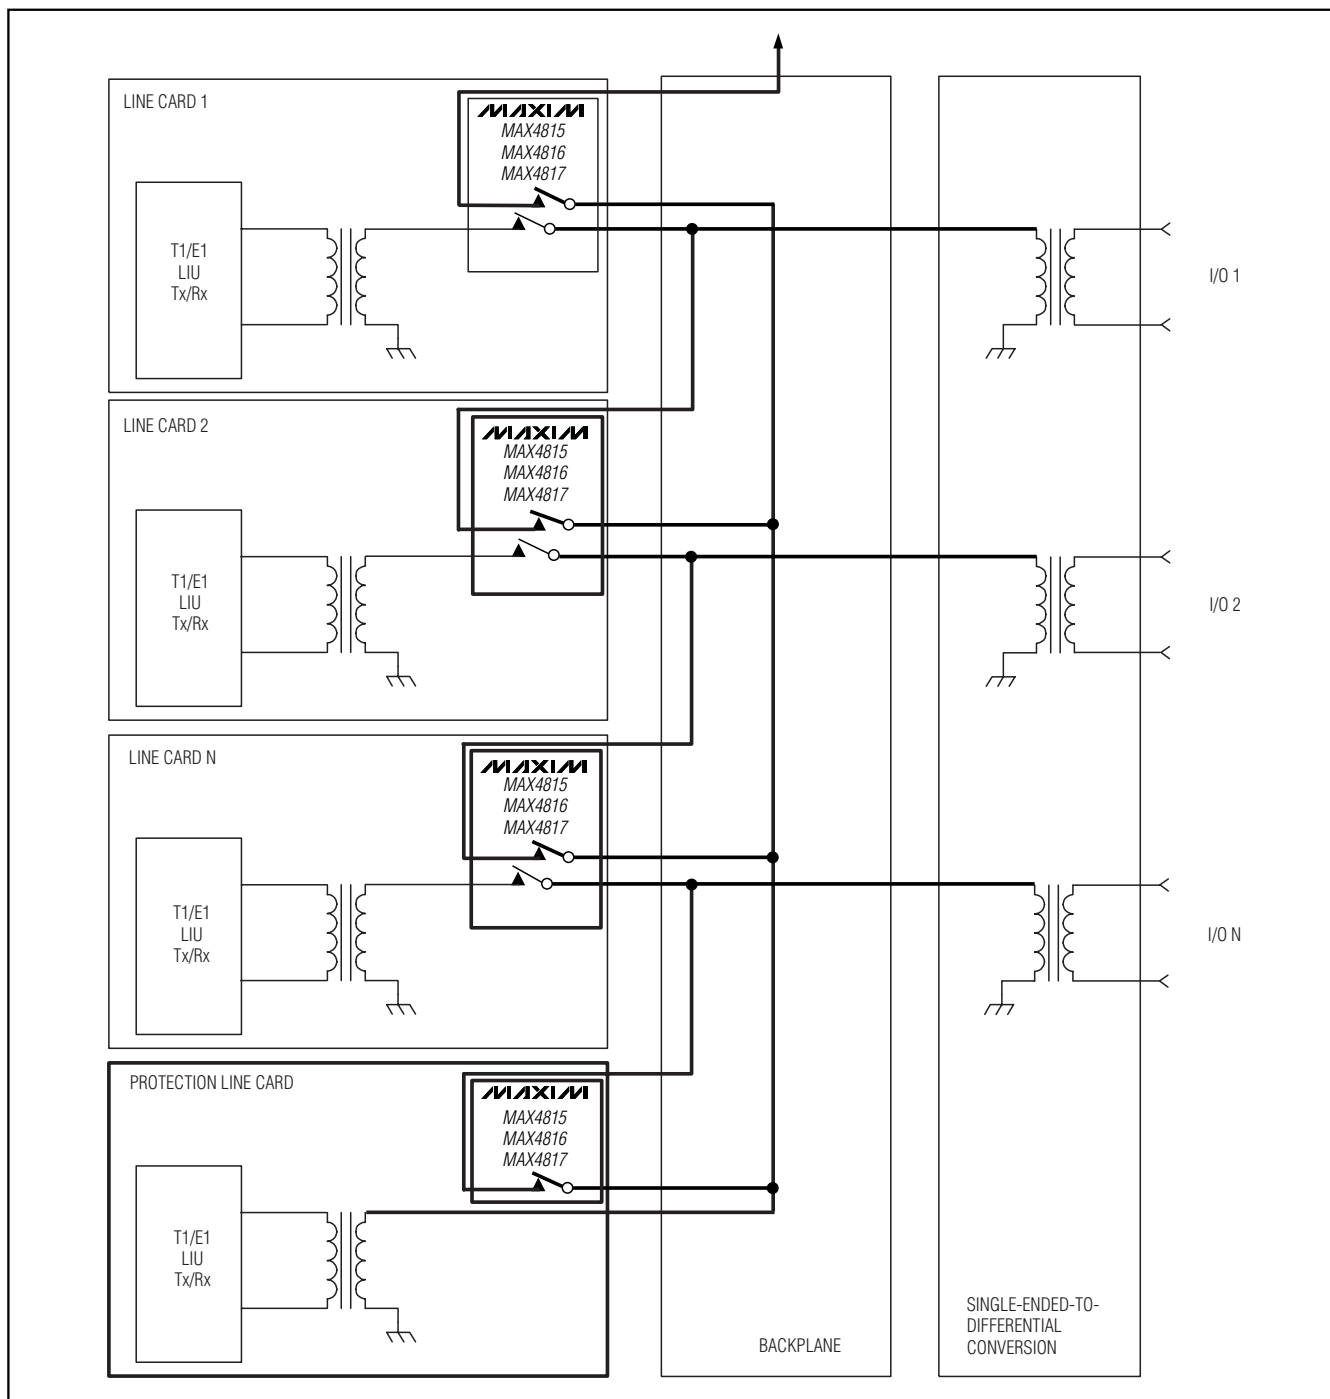 LINE CARD 1
MAXIM
MAX4815
MAX4816
MAX4817
T1/E1
LIU
Tx/Rx
I/O 1
LINE CARD 2
MAXIM
MAX4815
MAX4816
MAX4817
T1/E1
LIU
Tx/Rx
I/O 2
LINE CARD N
MAXIM
MAX4815
MAX4816
MAX4817
T1/E1
LIU
Tx/Rx
I/O N
PROTECTION LINE CARD
MAXIM
MAX4815
MAX4816
MAX4817
T1/E1
LIU
Tx/Rx
BACKPLANE
SINGLE-ENDED-TO-
DIFFERENTIAL
CONVERSION